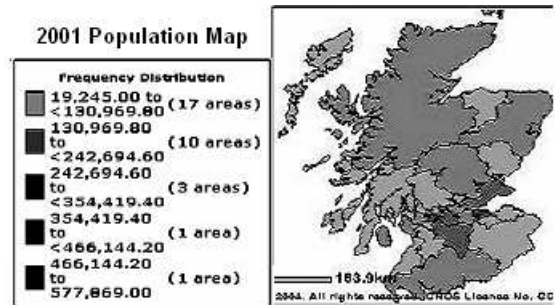 2001 Population Map
Frequency Distribution
19,245.00 to
<130,969.80 (17 areas)
130,969.80
to (10 areas)
<242,694.60
242,694.60
to (3 areas)
<354,419.40
354,419.40
to (1 area)
<466,144.20
466,144.20
to (1 area)
577,869.00
163.9km
2004. All rights reserved